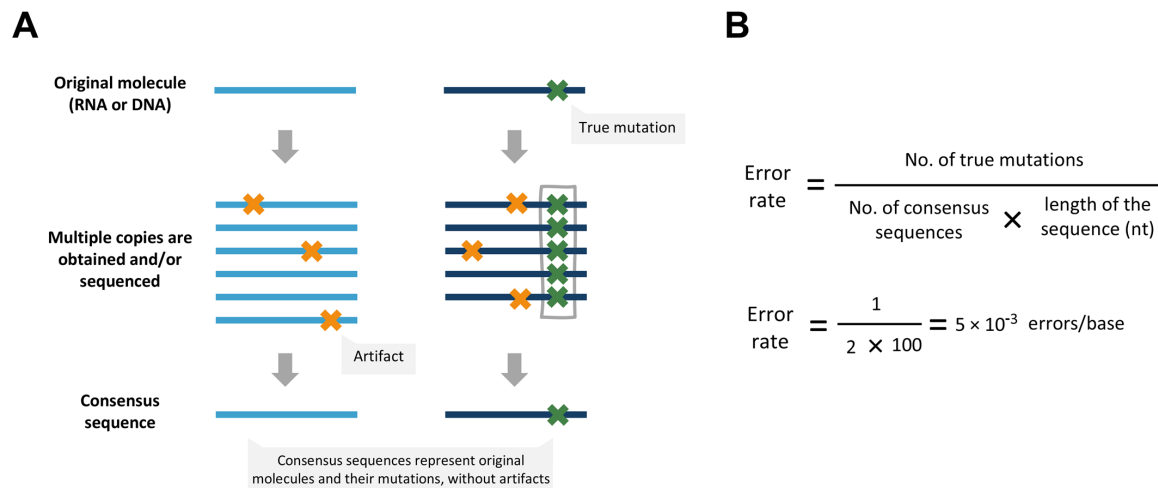 A
Original molecule
(RNA or DNA)
True mutation
Multiple copies are
obtained and/or
sequenced
Artifact
Consensus
sequence
Consensus sequences represent original
molecules and their mutations, without artifacts
B
Error
rate
=
No. of true mutations
No. of consensus
sequences
×
length of the
sequence (nt)
Error
rate
=
1
2 × 100
= 5 × 10⁻³ errors/base